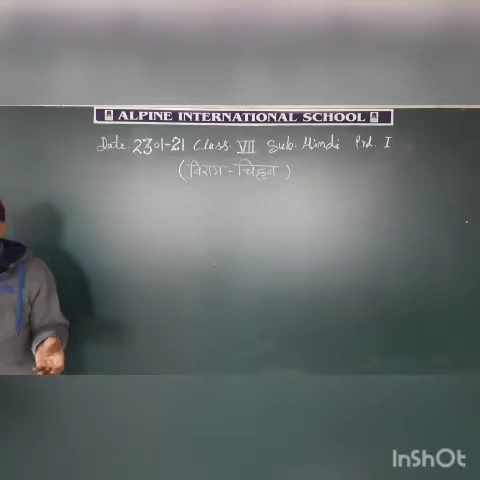 ALPINE INTERNATIONAL SCHOOL
Date 23-01-21 Class VII Sub. Hindi Prd. I
(विराम-चिह्न)
InShOt